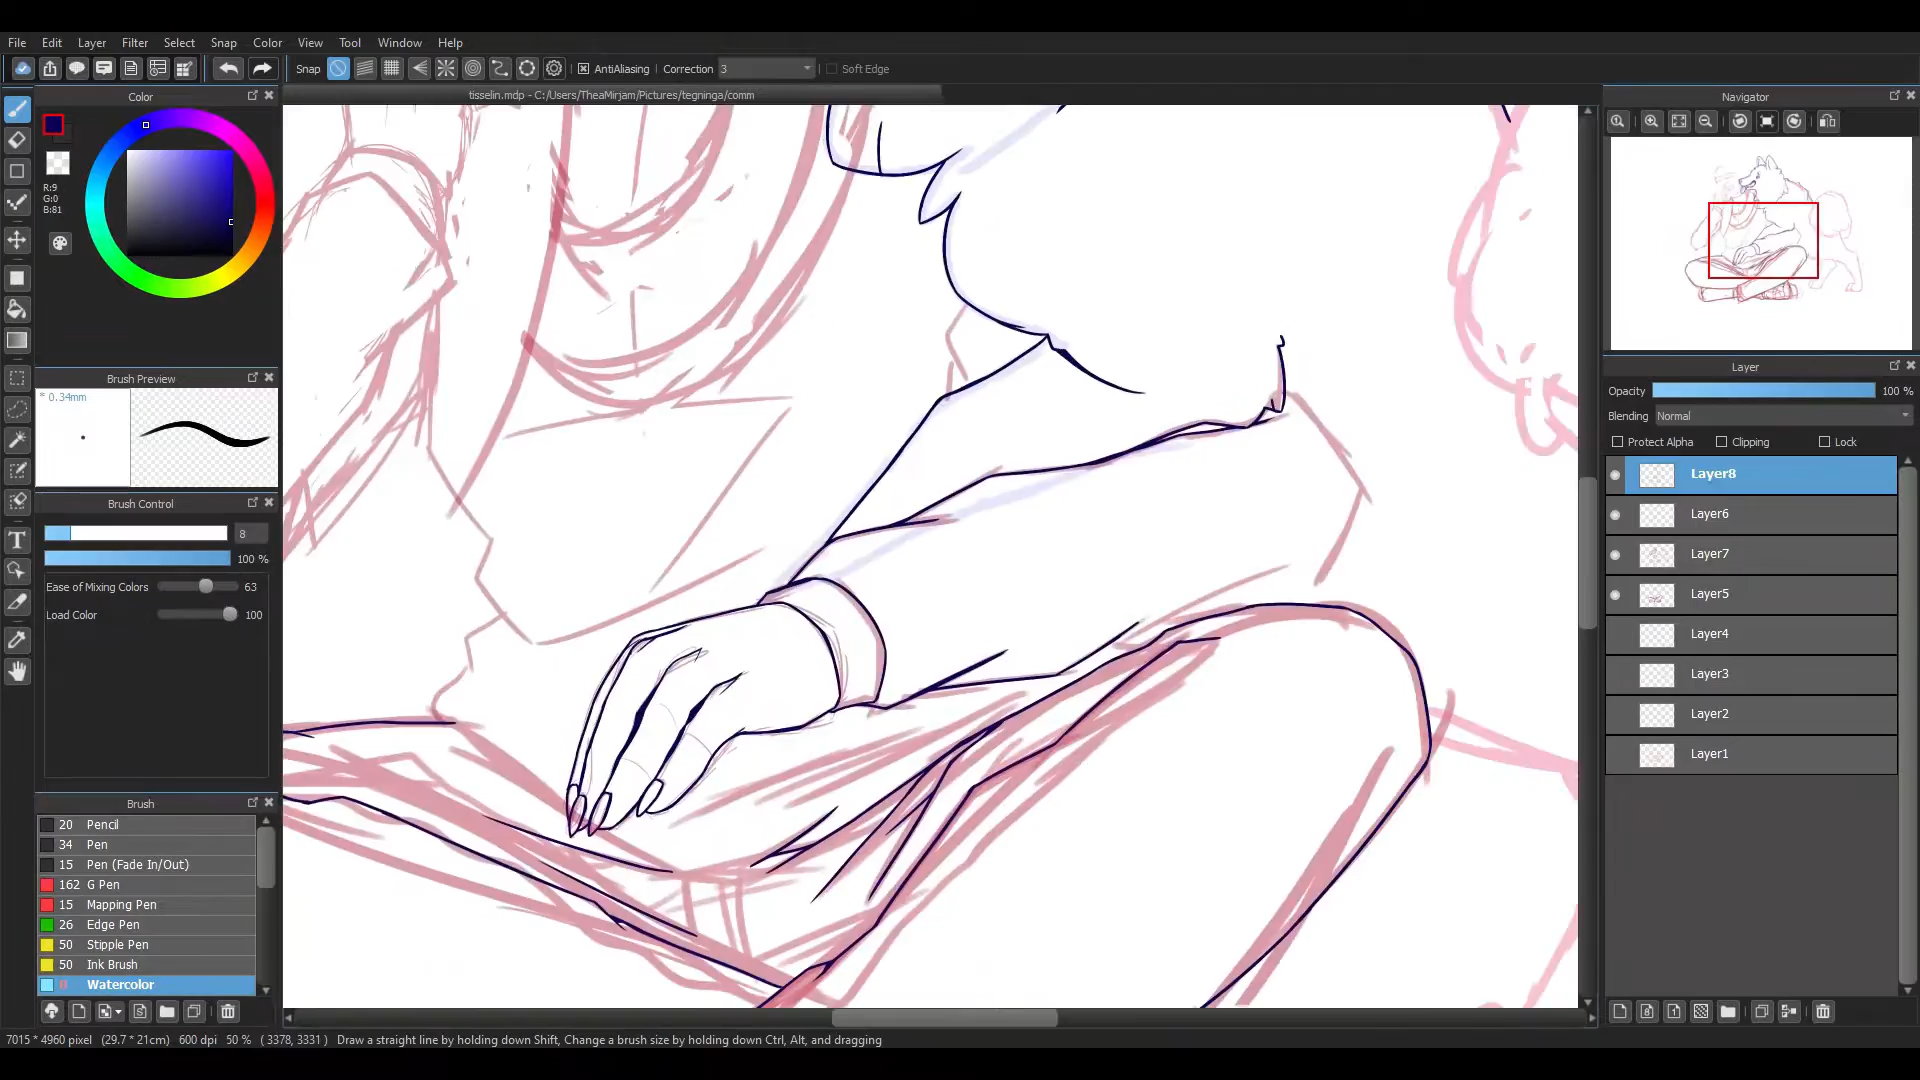 File Edit Layer Filter Select Snap Color View Tool Window Help
Snap AntiAliasing Correction 3 Soft Edge
Color
tisselin.mdp - C:/Users/TheaMirjam/Pictures/tegninga/comm
Navigator
R:9
G:0
B:81
Brush Preview
* 0.34mm
Brush Control
8
100 %
Ease of Mixing Colors 63
Load Color 100
Brush
20 Pencil
34 Pen
15 Pen (Fade In/Out)
162 G Pen
15 Mapping Pen
26 Edge Pen
50 Stipple Pen
50 Ink Brush
8 Watercolor
Layer
Opacity 100 %
Blending Normal
Protect Alpha Clipping Lock
Layer8
Layer6
Layer7
Layer5
Layer4
Layer3
Layer2
Layer1
7015 * 4960 pixel (29.7 * 21cm) 600 dpi 50 % ( 3378, 3331 ) Draw a straight line by holding down Shift, Change a brush size by holding down Ctrl, Alt, and dragging